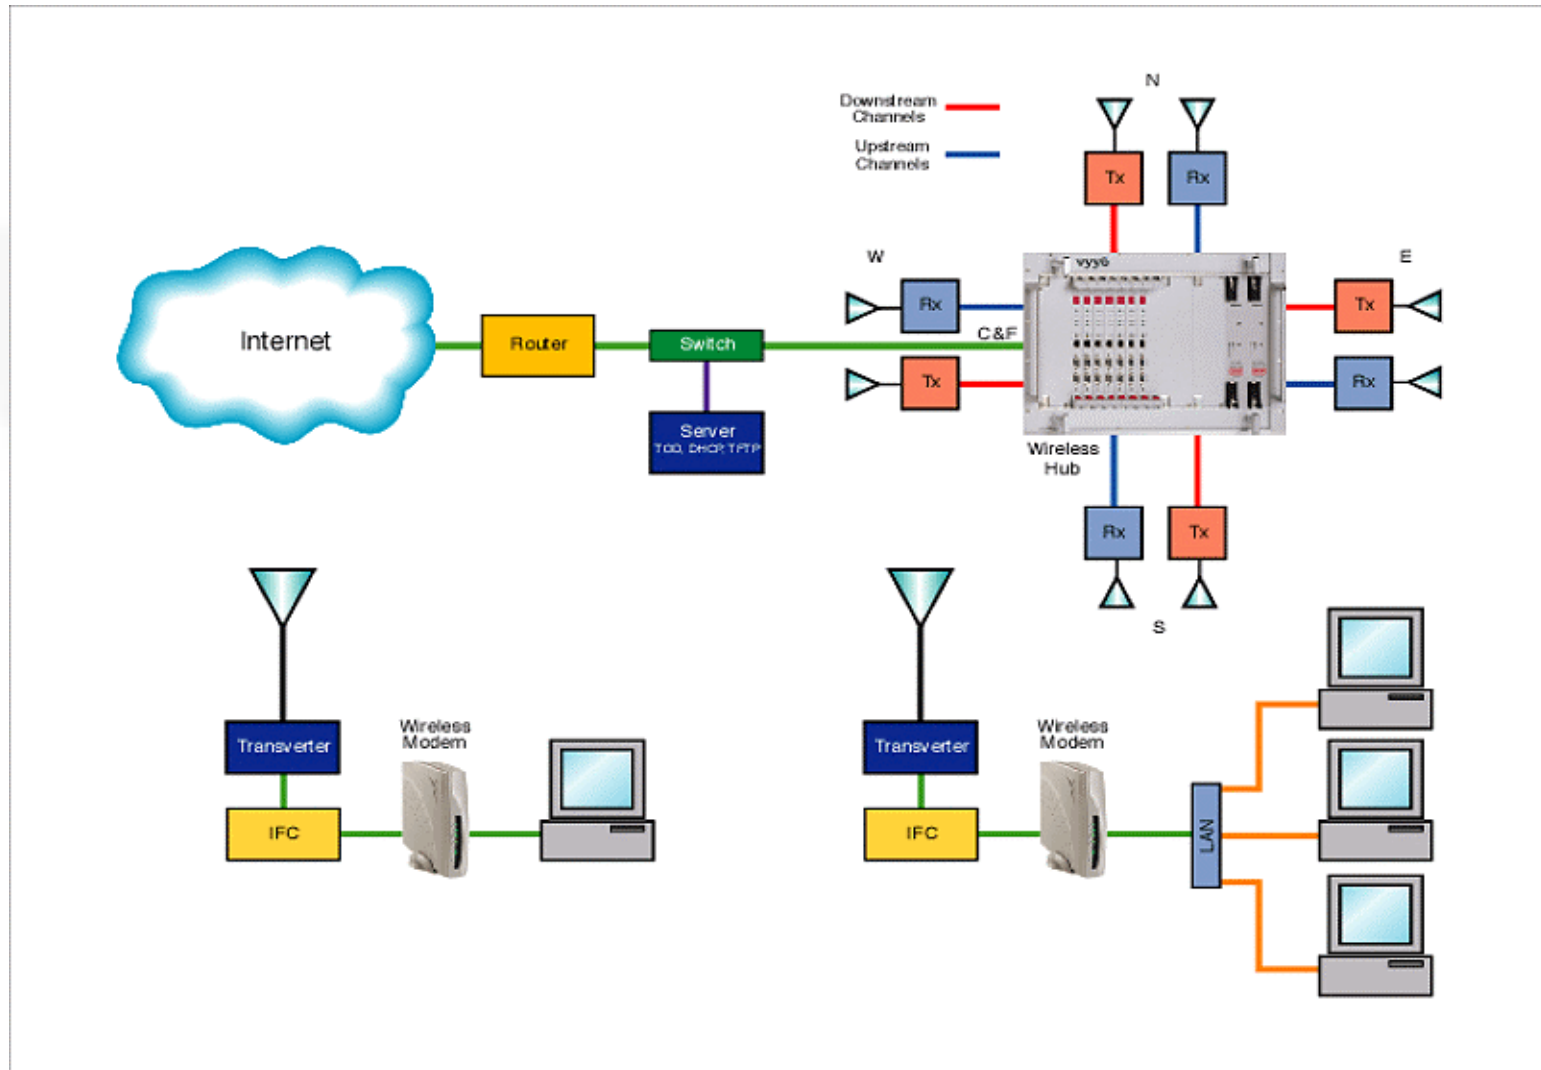 N
Downstream
Channels
Upstream
Channels
Tx
Rx
W
E
vyyo
Rx
Tx
Internet
Router
Switch
C&F
Tx
Rx
Server
TOD, DHCP, TFTP
Wireless
Hub
Rx
Tx
S
Transverter
Wireless
Modem
IFC
Transverter
Wireless
Modem
IFC
LAN